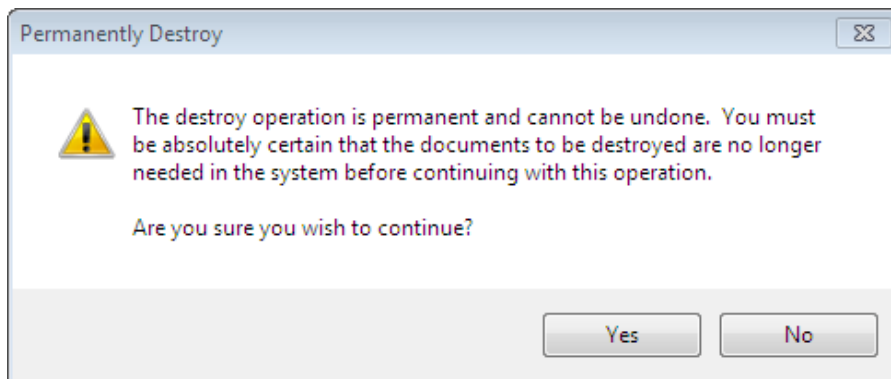 Permanently Destroy
The destroy operation is permanent and cannot be undone.  You must
be absolutely certain that the documents to be destroyed are no longer
needed in the system before continuing with this operation.
Are you sure you wish to continue?
Yes
No